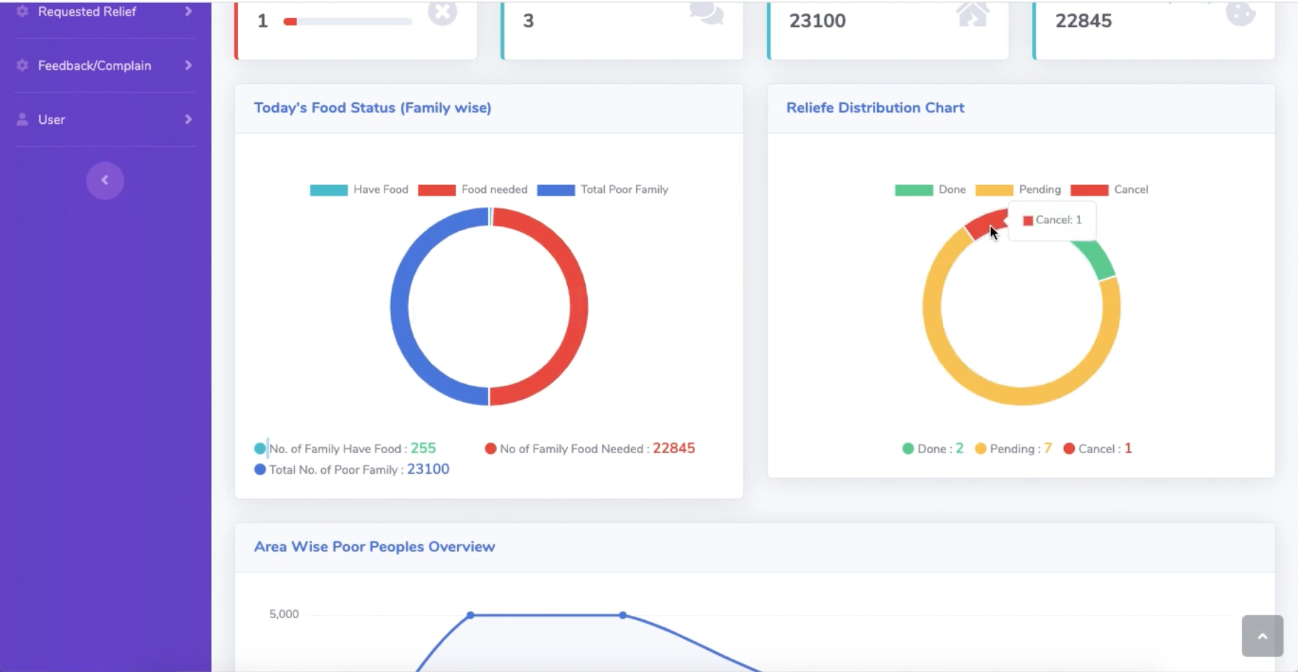 Requested Relief
Feedback/Complain
User
1
3
23100
22845
Today's Food Status (Family wise)
Have Food Food needed Total Poor Family
No. of Family Have Food : 255 No of Family Food Needed : 22845
Total No. of Poor Family : 23100
Reliefe Distribution Chart
Done Pending Cancel
Cancel: 1
Done : 2 Pending : 7 Cancel : 1
Area Wise Poor Peoples Overview
5,000